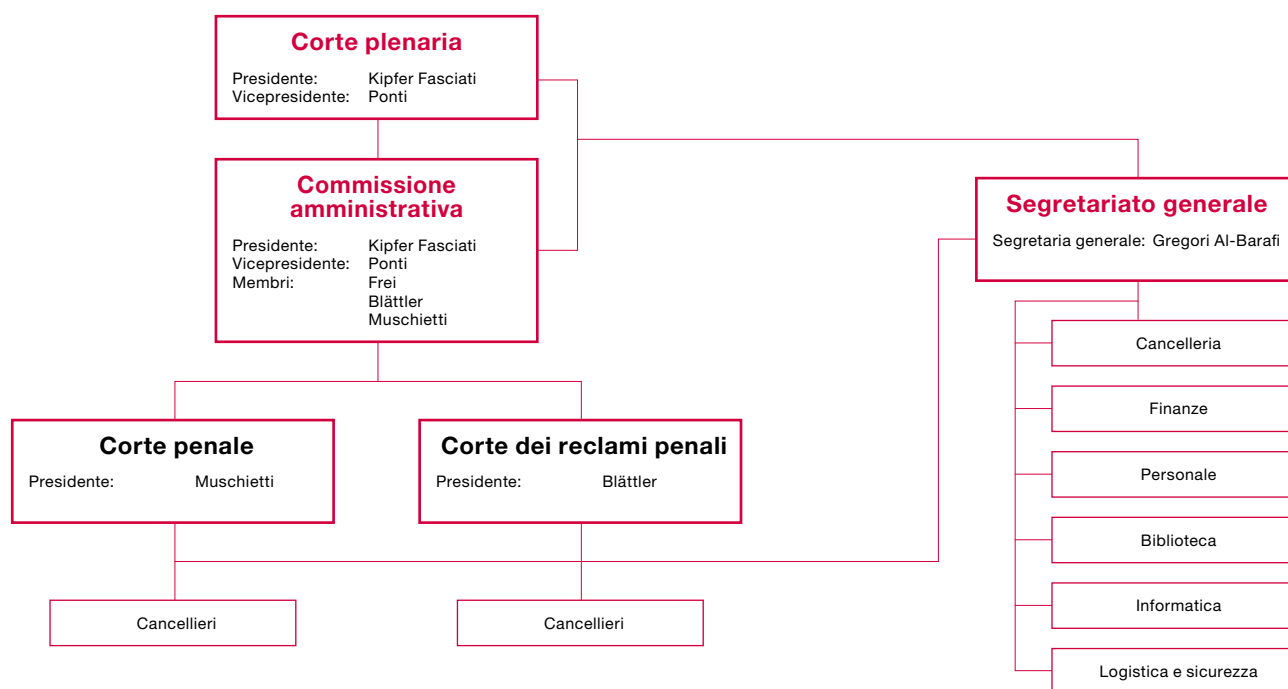 Corte plenaria
Presidente: Kipfer Fasciati
Vicepresidente: Ponti
Commissione
amministrativa
Presidente: Kipfer Fasciati
Vicepresidente: Ponti
Membri: Frei
Blättler
Muschietti
Segretariato generale
Segretaria generale: Gregori Al-Barafi
Cancelleria
Finanze
Personale
Biblioteca
Informatica
Logistica e sicurezza
Corte penale
Presidente: Muschietti
Corte dei reclami penali
Presidente: Blättler
Cancellieri
Cancellieri